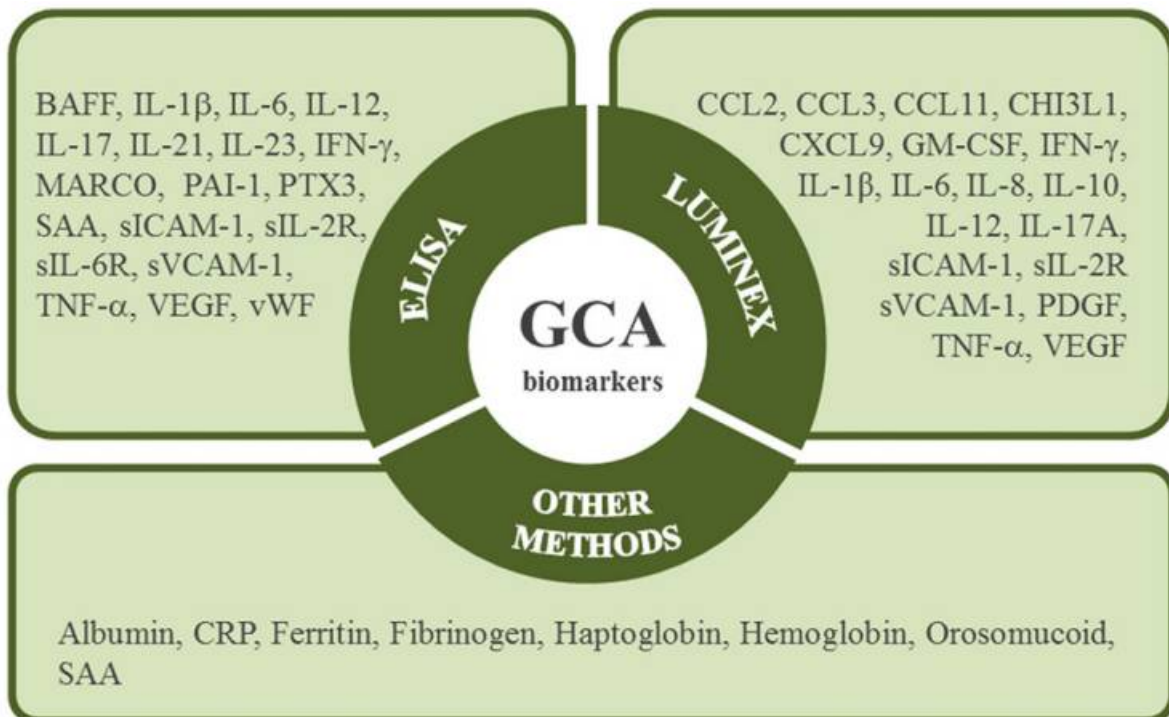 BAFF, IL-1β, IL-6, IL-12,
IL-17, IL-21, IL-23, IFN-γ,
MARCO, PAI-1, PTX3,
SAA, sICAM-1, sIL-2R,
sIL-6R, sVCAM-1,
TNF-α, VEGF, vWF
ELISA
CCL2, CCL3, CCL11, CHI3L1,
CXCL9, GM-CSF, IFN-γ,
IL-1β, IL-6, IL-8, IL-10,
IL-12, IL-17A,
sICAM-1, sIL-2R
sVCAM-1, PDGF,
TNF-α, VEGF
LUMINEX
GCA
biomarkers
OTHER
METHODS
Albumin, CRP, Ferritin, Fibrinogen, Haptoglobin, Hemoglobin, Orosomucoid,
SAA